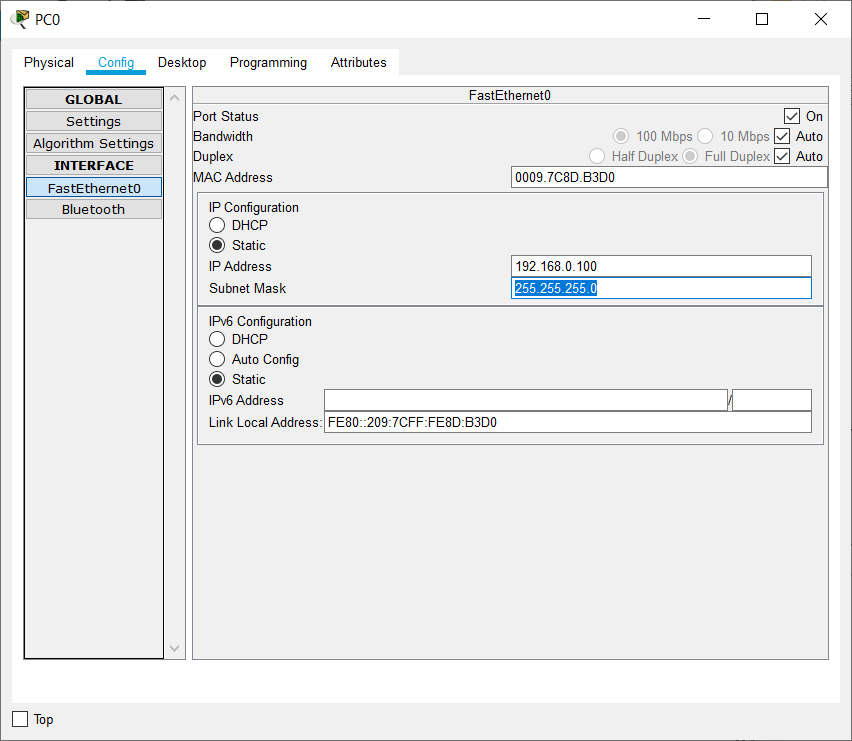 PC0
Physical Config Desktop Programming Attributes
GLOBAL
Settings
Algorithm Settings
INTERFACE
FastEthernet0
Bluetooth
FastEthernet0
Port Status On
Bandwidth 100 Mbps 10 Mbps Auto
Duplex Half Duplex Full Duplex Auto
MAC Address 0009.7C8D.B3D0
IP Configuration
DHCP
Static
IP Address 192.168.0.100
Subnet Mask 255.255.255.0
IPv6 Configuration
DHCP
Auto Config
Static
IPv6 Address /
Link Local Address: FE80::209:7CFF:FE8D:B3D0
Top